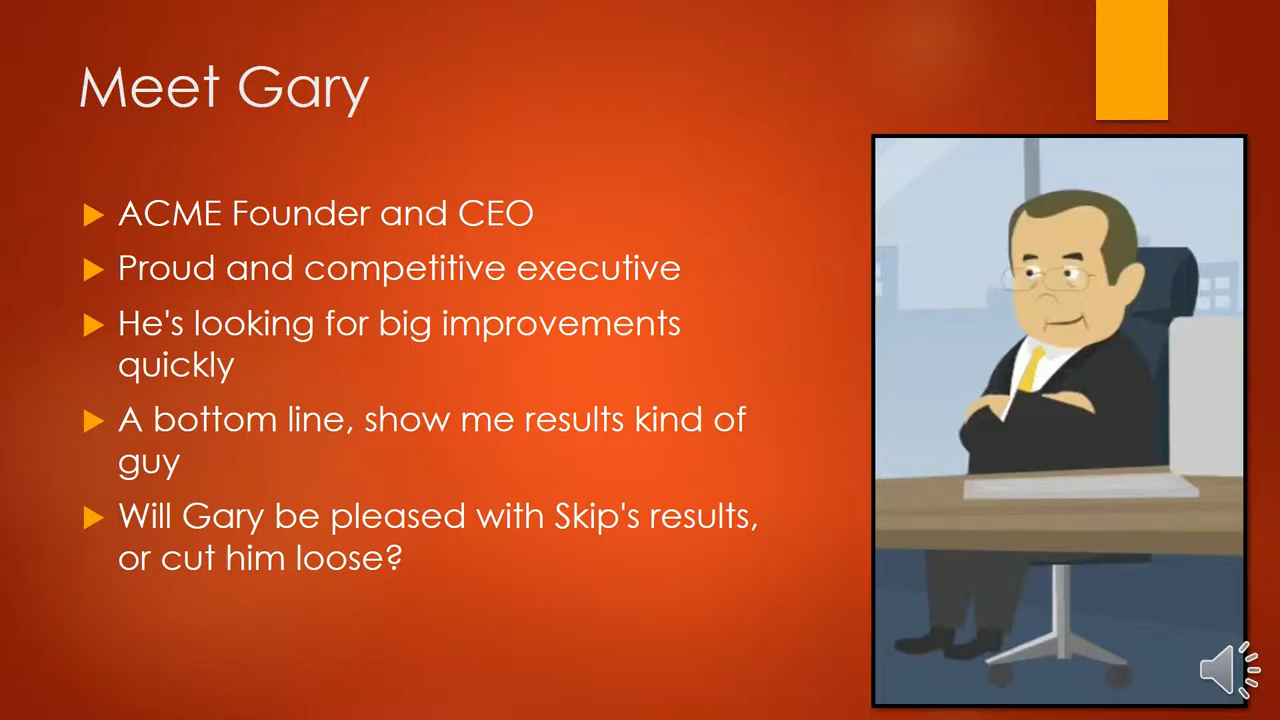 Meet Gary
ACME Founder and CEO
Proud and competitive executive
He's looking for big improvements
quickly
A bottom line, show me results kind of
guy
Will Gary be pleased with Skip's results,
or cut him loose?